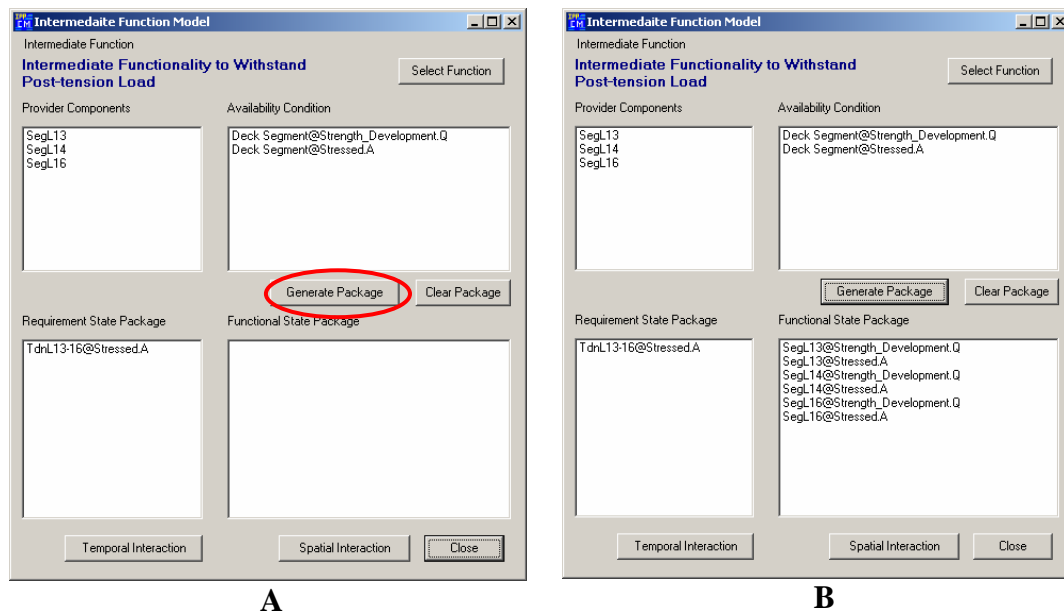 Intermedaite Function Model
Intermediate Function
Intermediate Functionality to Withstand
Post-tension Load
Select Function
Provider Components
Availability Condition
SegL13
SegL14
SegL16
Deck Segment@Strength_Development.Q
Deck Segment@Stressed.A
Generate Package
Clear Package
Requirement State Package
Functional State Package
TdnL13-16@Stressed.A
Temporal Interaction
Spatial Interaction
Close
A
Intermedaite Function Model
Intermediate Function
Intermediate Functionality to Withstand
Post-tension Load
Select Function
Provider Components
Availability Condition
SegL13
SegL14
SegL16
Deck Segment@Strength_Development.Q
Deck Segment@Stressed.A
Generate Package
Clear Package
Requirement State Package
Functional State Package
TdnL13-16@Stressed.A
SegL13@Strength_Development.Q
SegL13@Stressed.A
SegL14@Strength_Development.Q
SegL14@Stressed.A
SegL16@Strength_Development.Q
SegL16@Stressed.A
Temporal Interaction
Spatial Interaction
Close
B